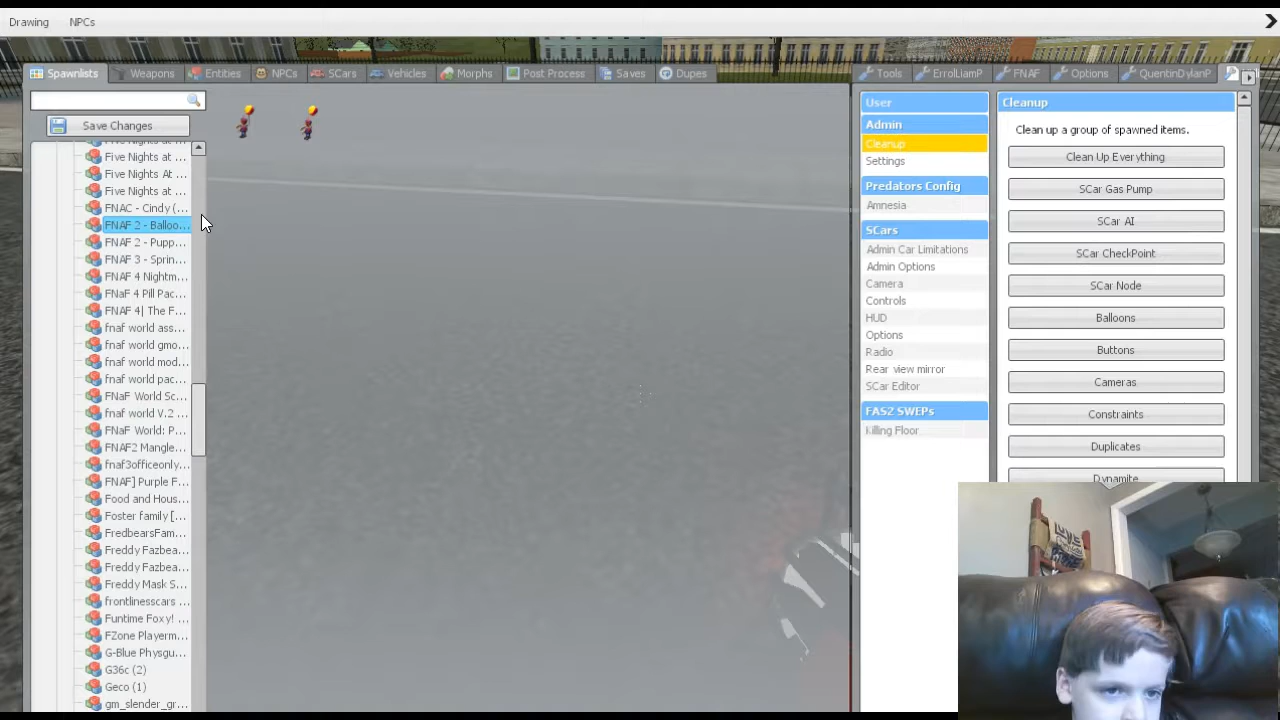 Drawing NPCs
Spawnlists Weapons Entities NPCs SCars Vehicles Morphs Post Process Saves Dupes
Tools ErrolLiamP FNAF Options QuentinDylanP
Save Changes
Five Nights at ...
Five Nights at ...
Five Nights At ...
Five Nights at ...
FNAC - Cindy (...
FNAF 2 - Balloo...
FNAF 2 - Pupp...
FNAF 3 - Sprin...
FNAF 4 Nightm...
FNaF 4 Pill Pac...
FNAF 4| The F...
fnaf world ass...
fnaf world gmo...
fnaf world mod...
fnaf world pac...
FNaF World Sc...
fnaf world V.2 ...
FNaF World: P...
FNAF2 Mangle...
fnaf3officeonly...
FNAF] Purple F...
Food and Hous...
Foster family [...
FredbearsFam...
Freddy Fazbea...
Freddy Fazbea...
Freddy Mask S...
frontlinesscars ...
Funtime Foxy! ...
FZone Playerm...
G-Blue Physgu...
G36c (2)
Geco (1)
gm_slender_gr...
User
Admin
Cleanup
Settings
Predators Config
Amnesia
SCars
Admin Car Limitations
Admin Options
Camera
Controls
HUD
Options
Radio
Rear view mirror
SCar Editor
FAS2 SWEPs
Killing Floor
Cleanup
Clean up a group of spawned items.
Clean Up Everything
SCar Gas Pump
SCar AI
SCar CheckPoint
SCar Node
Balloons
Buttons
Cameras
Constraints
Duplicates
Dynamite